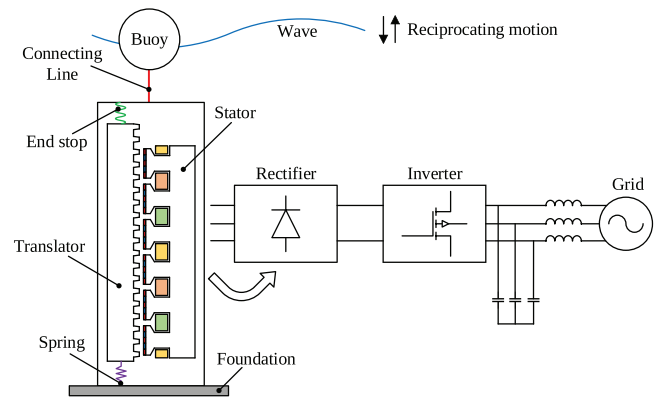 Buoy
Wave
Reciprocating motion
Connecting
Line
Stator
End stop
Rectifier
Inverter
Grid
Translator
Spring
Foundation